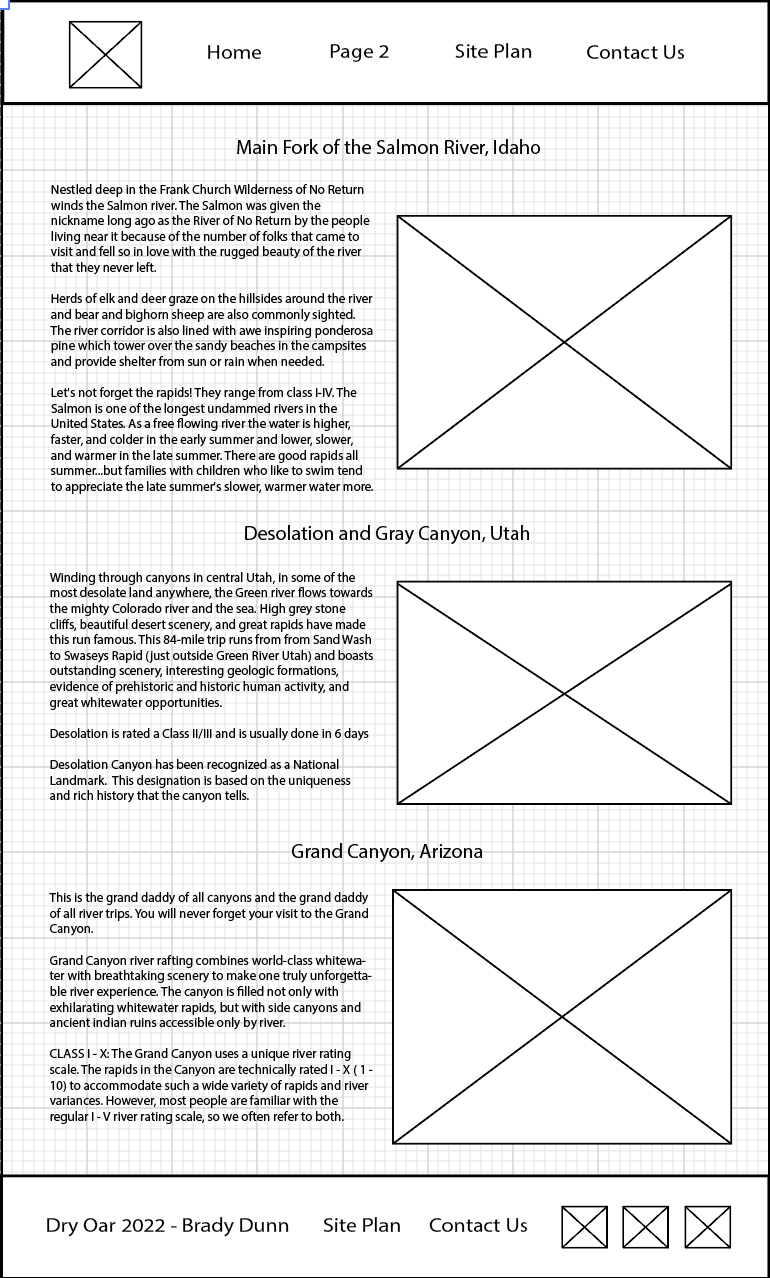 Home Page 2 Site Plan Contact Us
Main Fork of the Salmon River, Idaho
Nestled deep in the Frank Church Wilderness of No Return
winds the Salmon river. The Salmon was given the
nickname long ago as the River of No Return by the people
living near it because of the number of folks that came to
visit and fell so in love with the rugged beauty of the river
that they never left.
Herds of elk and deer graze on the hillsides around the river
and bear and bighorn sheep are also commonly sighted.
The river corridor is also lined with awe inspiring ponderosa
pine which tower over the sandy beaches in the campsites
and provide shelter from sun or rain when needed.
Let's not forget the rapids! They range from class I-IV. The
Salmon is one of the longest undammed rivers in the
United States. As a free flowing river the water is higher,
faster, and colder in the early summer and lower, slower,
and warmer in the late summer. There are good rapids all
summer...but families with children who like to swim tend
to appreciate the late summer's slower, warmer water more.
Desolation and Gray Canyon, Utah
Winding through canyons in central Utah, in some of the
most desolate land anywhere, the Green river flows towards
the mighty Colorado river and the sea. High grey stone
cliffs, beautiful desert scenery, and great rapids have made
this run famous. This 84-mile trip runs from from Sand Wash
to Swaseys Rapid (just outside Green River Utah) and boasts
outstanding scenery, interesting geologic formations,
evidence of prehistoric and historic human activity, and
great whitewater opportunities.
Desolation is rated a Class II/III and is usually done in 6 days
Desolation Canyon has been recognized as a National
Landmark. This designation is based on the uniqueness
and rich history that the canyon tells.
Grand Canyon, Arizona
This is the grand daddy of all canyons and the grand daddy
of all river trips. You will never forget your visit to the Grand
Canyon.
Grand Canyon river rafting combines world-class whitewa-
ter with breathtaking scenery to make one truly unforgetta-
ble river experience. The canyon is filled not only with
exhilarating whitewater rapids, but with side canyons and
ancient indian ruins accessible only by river.
CLASS I - X: The Grand Canyon uses a unique river rating
scale. The rapids in the Canyon are technically rated I - X ( 1 -
10) to accommodate such a wide variety of rapids and river
variances. However, most people are familiar with the
regular I - V river rating scale, so we often refer to both.
Dry Oar 2022 - Brady Dunn Site Plan Contact Us